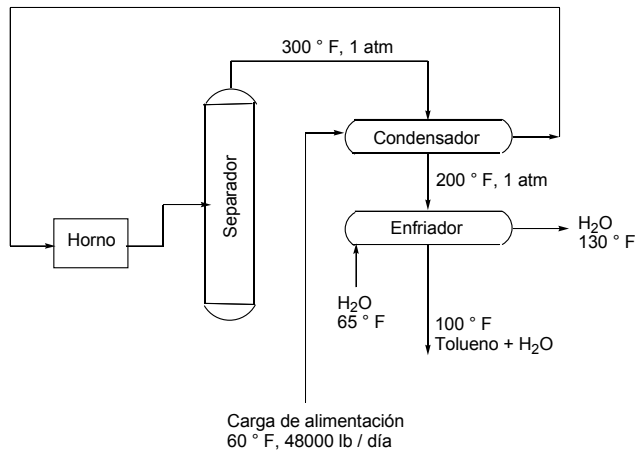 300 ° F, 1 atm
Condensador
Separador
200 ° F, 1 atm
Horno
Enfriador
H₂O
130 ° F
H₂O
65 ° F
100 ° F
Tolueno + H₂O
Carga de alimentación
60 ° F, 48000 lb / día